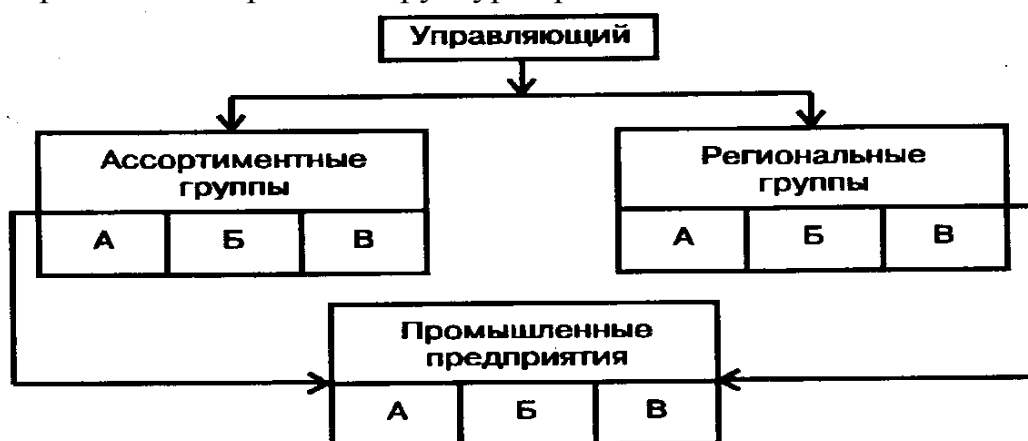 Управляющий
Ассортиментные
группы
А Б В
Региональные
группы
А Б В
Промышленные
предприятия
А Б В